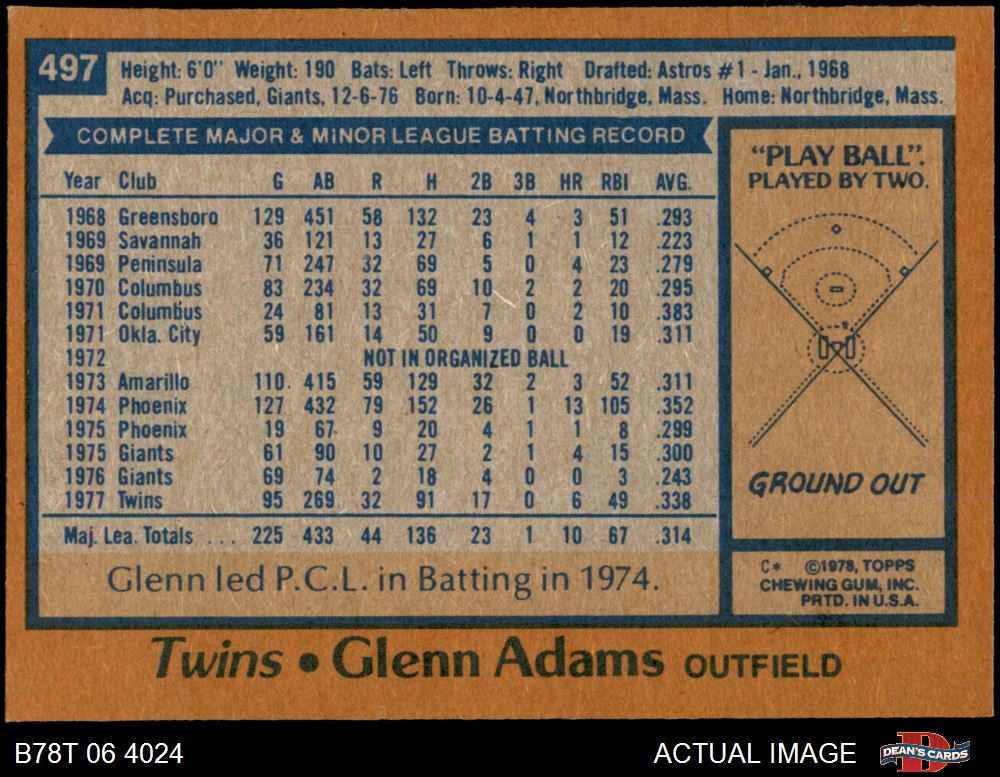 497
Height: 6'0" Weight: 190 Bats: Left Throws: Right Drafted: Astros #1 - Jan., 1968
Acq: Purchased, Giants, 12-6-76 Born: 10-4-47, Northbridge, Mass. Home: Northbridge, Mass.
COMPLETE MAJOR & MINOR LEAGUE BATTING RECORD
Year Club G AB R H 2B 3B HR RBI AVG.
1968 Greensboro 129 451 58 132 23 4 3 51 .293
1969 Savannah 36 121 13 27 6 1 1 12 .223
1969 Peninsula 71 247 32 69 5 0 4 23 .279
1970 Columbus 83 234 32 69 10 2 2 20 .295
1971 Columbus 24 81 13 31 7 0 2 10 .383
1971 Okla. City 59 161 14 50 9 0 0 19 .311
1972 NOT IN ORGANIZED BALL
1973 Amarillo 110 415 59 129 32 2 3 52 .311
1974 Phoenix 127 432 79 152 26 1 13 105 .352
1975 Phoenix 19 67 9 20 4 1 1 8 .299
1975 Giants 61 90 10 27 2 1 4 15 .300
1976 Giants 69 74 2 18 4 0 0 3 .243
1977 Twins 95 269 32 91 17 0 6 49 .338
Maj. Lea. Totals ... 225 433 44 136 23 1 10 67 .314
Glenn led P.C.L. in Batting in 1974.
"PLAY BALL".
PLAYED BY TWO.
GROUND OUT
C* ©1978, TOPPS
CHEWING GUM, INC.
PRTD. IN U.S.A.
Twins • Glenn Adams OUTFIELD
B78T 06 4024
ACTUAL IMAGE
D
DEAN'S CARDS